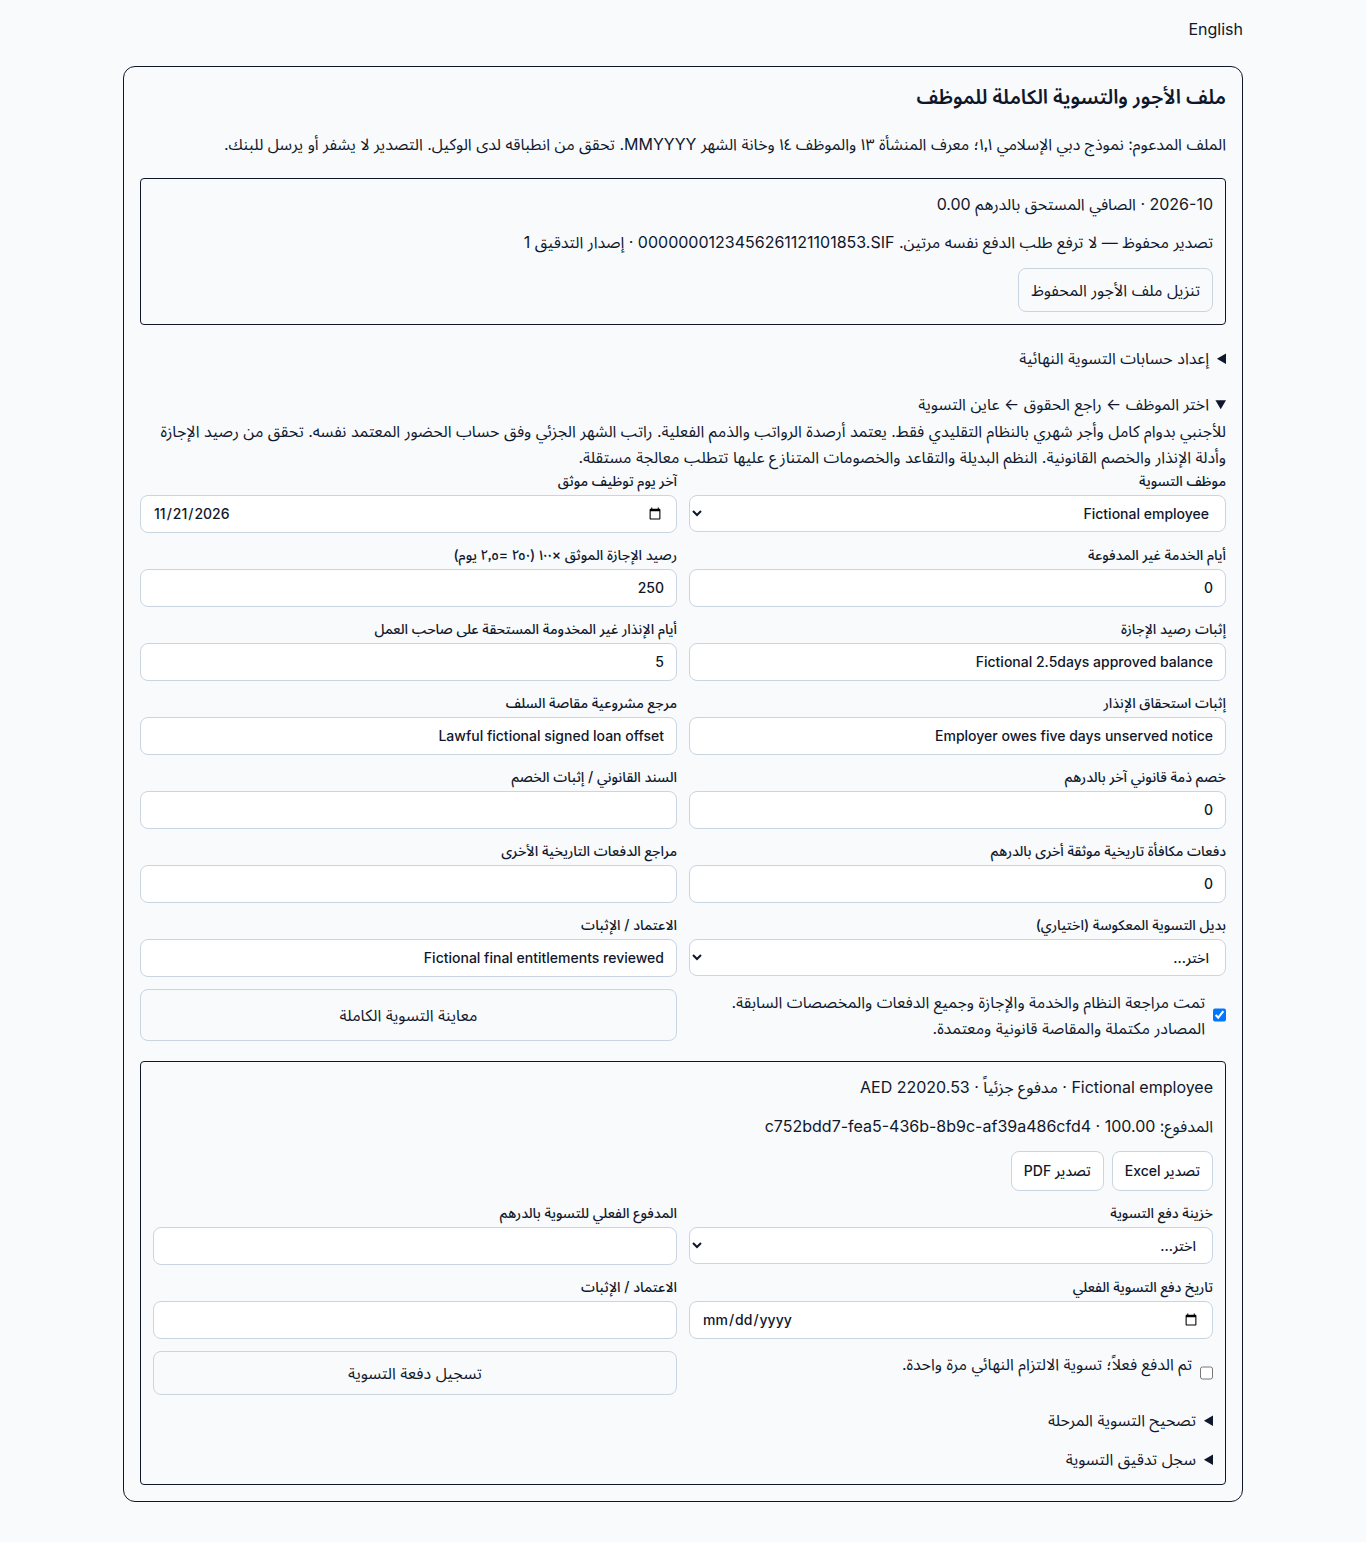 English
ملف الأجور والتسوية الكاملة للموظف
الملف المدعوم: نموذج دبي الإسلامي ١,١؛ معرف المنشأة ١٣ والموظف ١٤ وخانة الشهر MMYYYY. تحقق من انطباقه لدى الوكيل. التصدير لا يشفر أو يرسل للبنك.
2026-10 · الصافي المستحق بالدرهم 0.00
تصدير محفوظ — لا ترفع طلب الدفع نفسه مرتين. 0000000123456261121101853.SIF · إصدار التدقيق 1
تنزيل ملف الأجور المحفوظ
إعداد حسابات التسوية النهائية
اختر الموظف ← راجع الحقوق ← عاين التسوية
للأجنبي بدوام كامل وأجر شهري بالنظام التقليدي فقط. يعتمد أرصدة الرواتب والذمم الفعلية. راتب الشهر الجزئي وفق حساب الحضور المعتمد نفسه. تحقق من رصيد الإجازة
وأدلة الإنذار والخصم القانونية. النظم البديلة والتقاعد والخصومات المتنازع عليها تتطلب معالجة مستقلة.
موظف التسوية
آخر يوم توظيف موثق
Fictional employee
11/21/2026
أيام الخدمة غير المدفوعة
رصيد الإجازة الموثق ×١٠٠ (٢٥٠ =٢,٥ يوم)
0
250
إثبات رصيد الإجازة
أيام الإنذار غير المخدومة المستحقة على صاحب العمل
Fictional 2.5days approved balance
5
إثبات استحقاق الإنذار
مرجع مشروعية مقاصة السلف
Employer owes five days unserved notice
Lawful fictional signed loan offset
خصم ذمة قانوني آخر بالدرهم
السند القانوني / إثبات الخصم
0
دفعات مكافأة تاريخية موثقة أخرى بالدرهم
مراجع الدفعات التاريخية الأخرى
0
بديل التسوية المعكوسة (اختياري)
الاعتماد / الإثبات
اختر...
Fictional final entitlements reviewed
تمت مراجعة النظام والخدمة والإجازة وجميع الدفعات والمخصصات السابقة.
المصادر مكتملة والمقاصة قانونية ومعتمدة.
معاينة التسوية الكاملة
Fictional employee · مدفوع جزئياً · AED 22020.53
المدفوع: 100.00 · c752bdd7-fea5-436b-8b9c-af39a486cfd4
تصدير Excel
تصدير PDF
خزينة دفع التسوية
المدفوع الفعلي للتسوية بالدرهم
اختر...
تاريخ دفع التسوية الفعلي
الاعتماد / الإثبات
mm/dd/yyyy
تم الدفع فعلاً؛ تسوية الالتزام النهائي مرة واحدة.
تسجيل دفعة التسوية
تصحيح التسوية المرحلة
سجل تدقيق التسوية